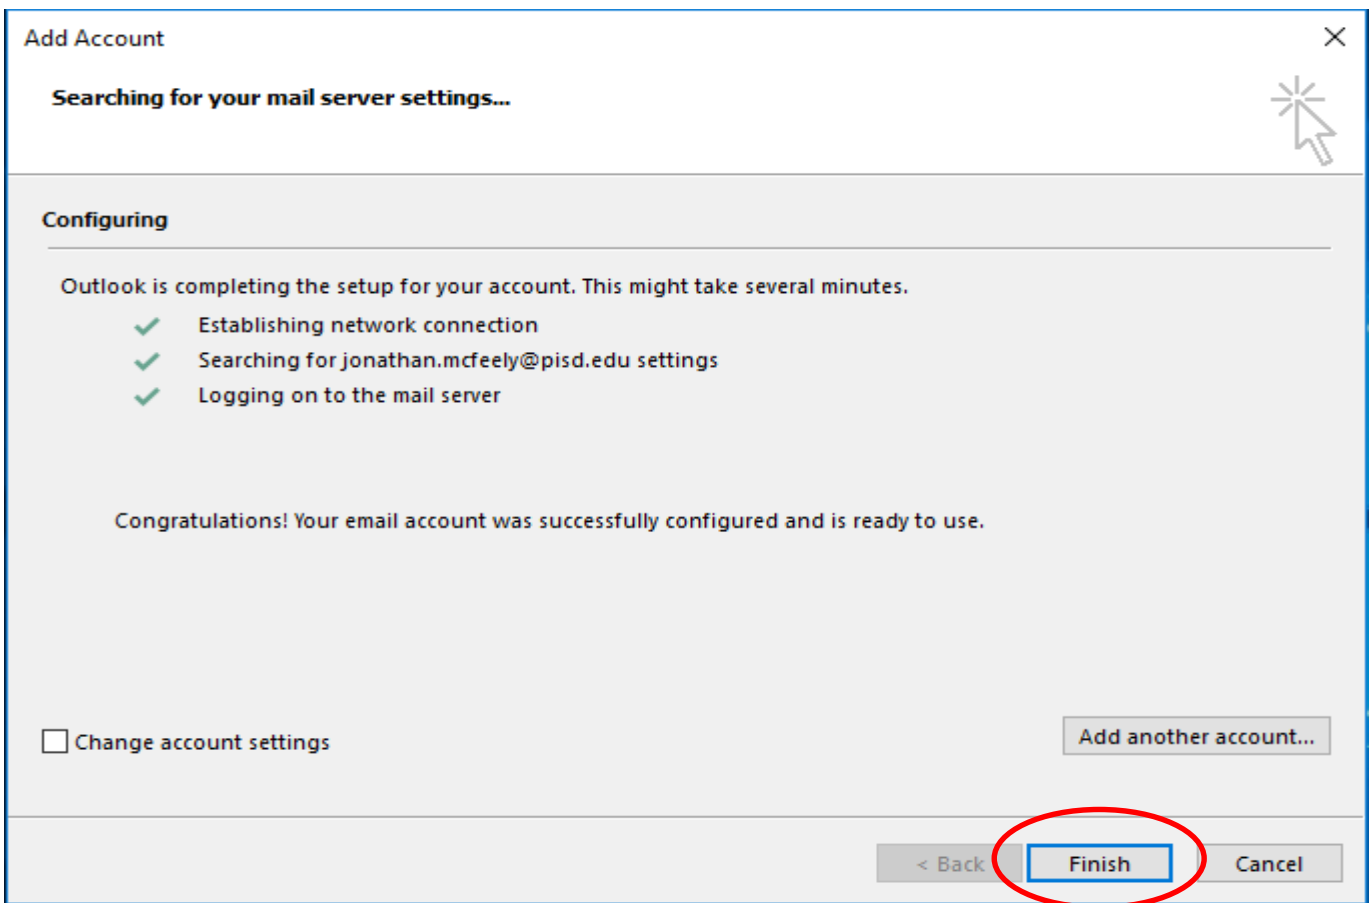 Add Account
Searching for your mail server settings...
Configuring
Outlook is completing the setup for your account. This might take several minutes.
Establishing network connection
Searching for jonathan.mcfeely@pisd.edu settings
Logging on to the mail server
Congratulations! Your email account was successfully configured and is ready to use.
Change account settings
Add another account...
< Back
Finish
Cancel